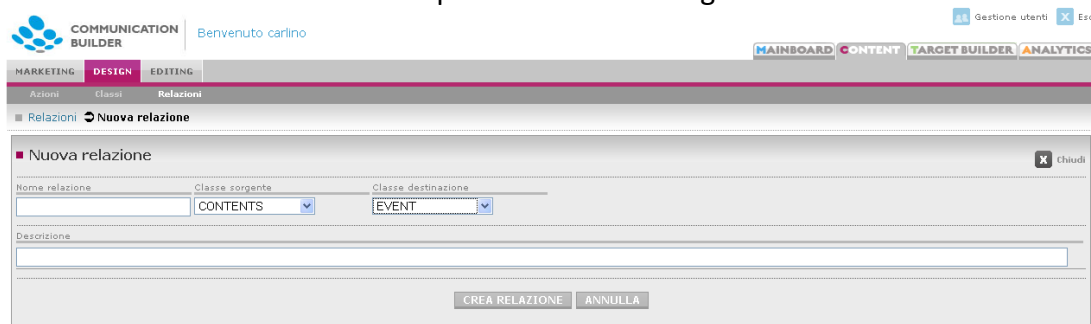 Gestione utenti
COMMUNICATION
BUILDER
Benvenuto carlino
MAINBOARD CONTENT TARGET BUILDER ANALYTICS
MARKETING DESIGN EDITING
Azioni Classi Relazioni
Relazioni Nuova relazione
Nuova relazione
X Chiudi
Nome relazione Classe sorgente Classe destinazione
CONTENTS EVENT
Descrizione
CREA RELAZIONE ANNULLA